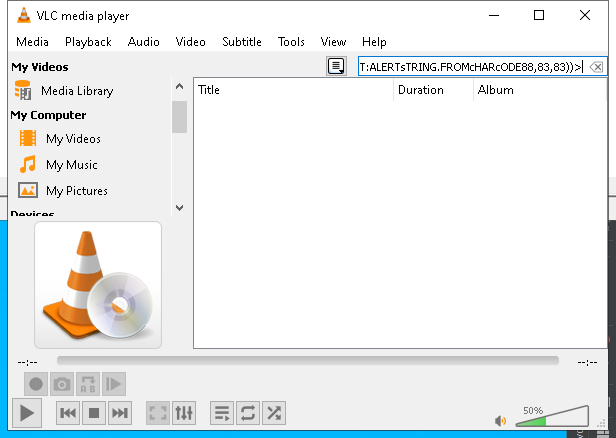 VLC media player
Media Playback Audio Video Subtitle Tools View Help
My Videos
T:ALERTsTRING.FROMcHARcODE88,83,83))>
Media Library
Title Duration Album
My Computer
My Videos
My Music
My Pictures
Devices
--:-- --:--
A B
50%